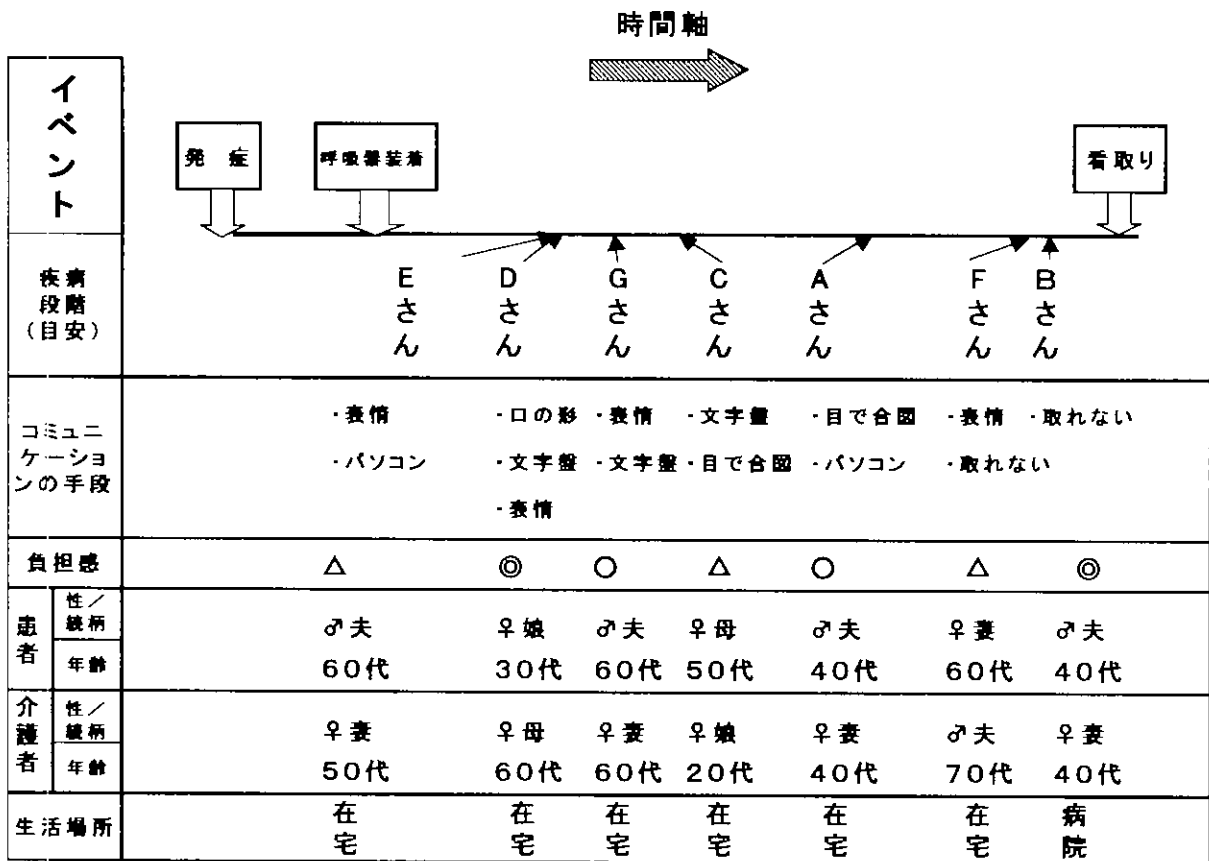 時間軸
イベント
発症
呼吸器装着
看取り
疾病
段階
(目安)
Eさん Dさん Gさん Cさん Aさん Fさん Bさん
コミュニ
ケーショ
ンの手段
・表情 ・口の影 ・表情 ・文字盤 ・目で合図 ・表情 ・取れない
・パソコン ・文字盤 ・文字盤 ・目で合図 ・パソコン ・取れない
・表情
負担感 △ ◎ ○ △ ○ △ ◎
患者 性/続柄 ♂夫 ♀娘 ♂夫 ♀母 ♂夫 ♀妻 ♂夫
年齢 60代 30代 60代 50代 40代 60代 40代
介護者 性/続柄 ♀妻 ♀母 ♀妻 ♀娘 ♀妻 ♂夫 ♀妻
年齢 50代 60代 60代 20代 40代 70代 40代
生活場所 在宅 在宅 在宅 在宅 在宅 在宅 病院